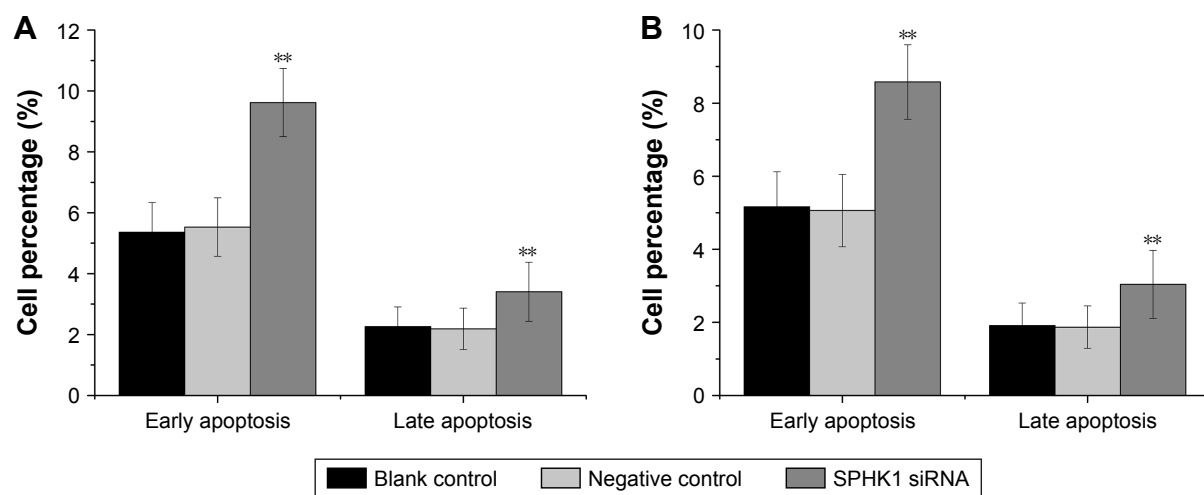 A
Cell percentage (%)
12
10
8
6
4
2
0
**
**
Early apoptosis
Late apoptosis
B
Cell percentage (%)
10
8
6
4
2
0
**
**
Early apoptosis
Late apoptosis
Blank control
Negative control
SPHK1 siRNA